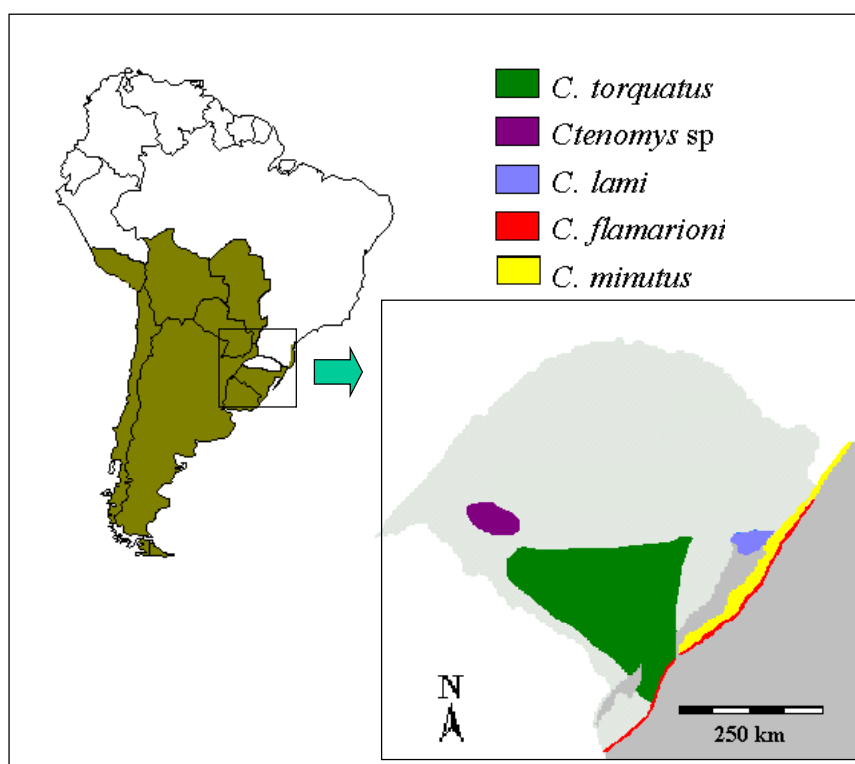 C. torquatus
Ctenomys sp
C. lami
C. flamarioni
C. minutus
N
250 km